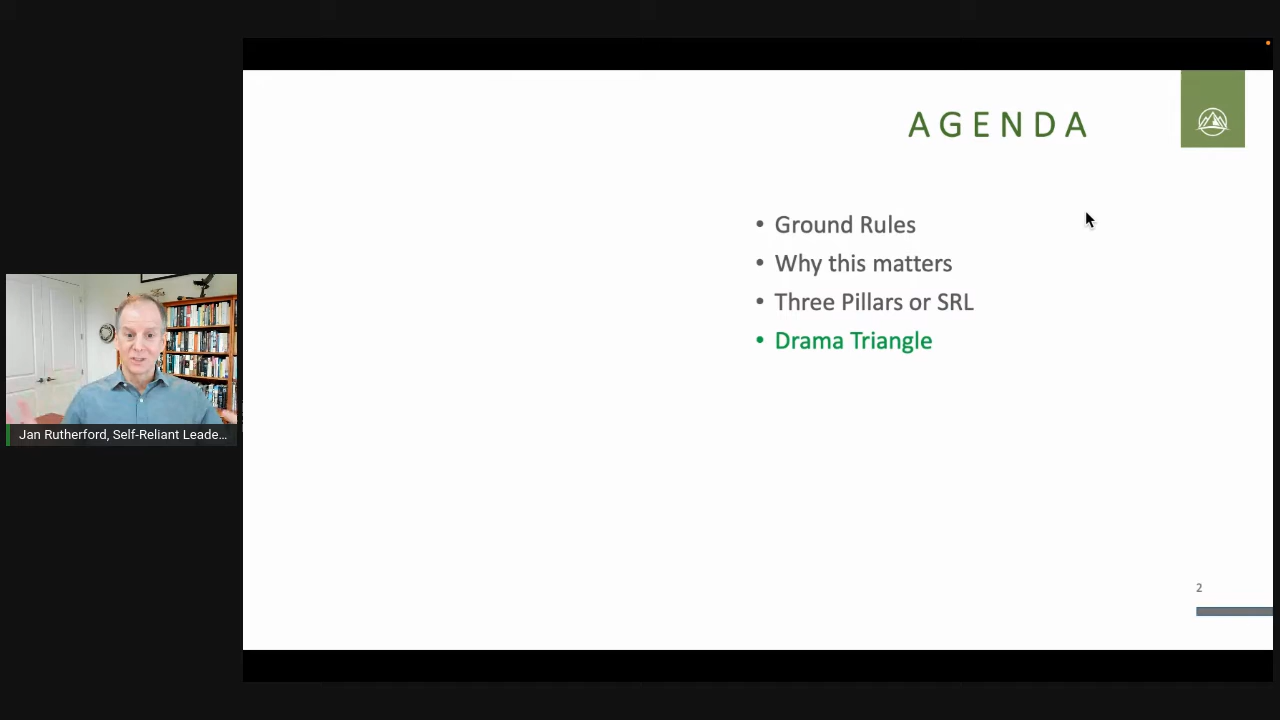 AGENDA
• Ground Rules
• Why this matters
• Three Pillars or SRL
• Drama Triangle
Jan Rutherford, Self-Reliant Leade...
2